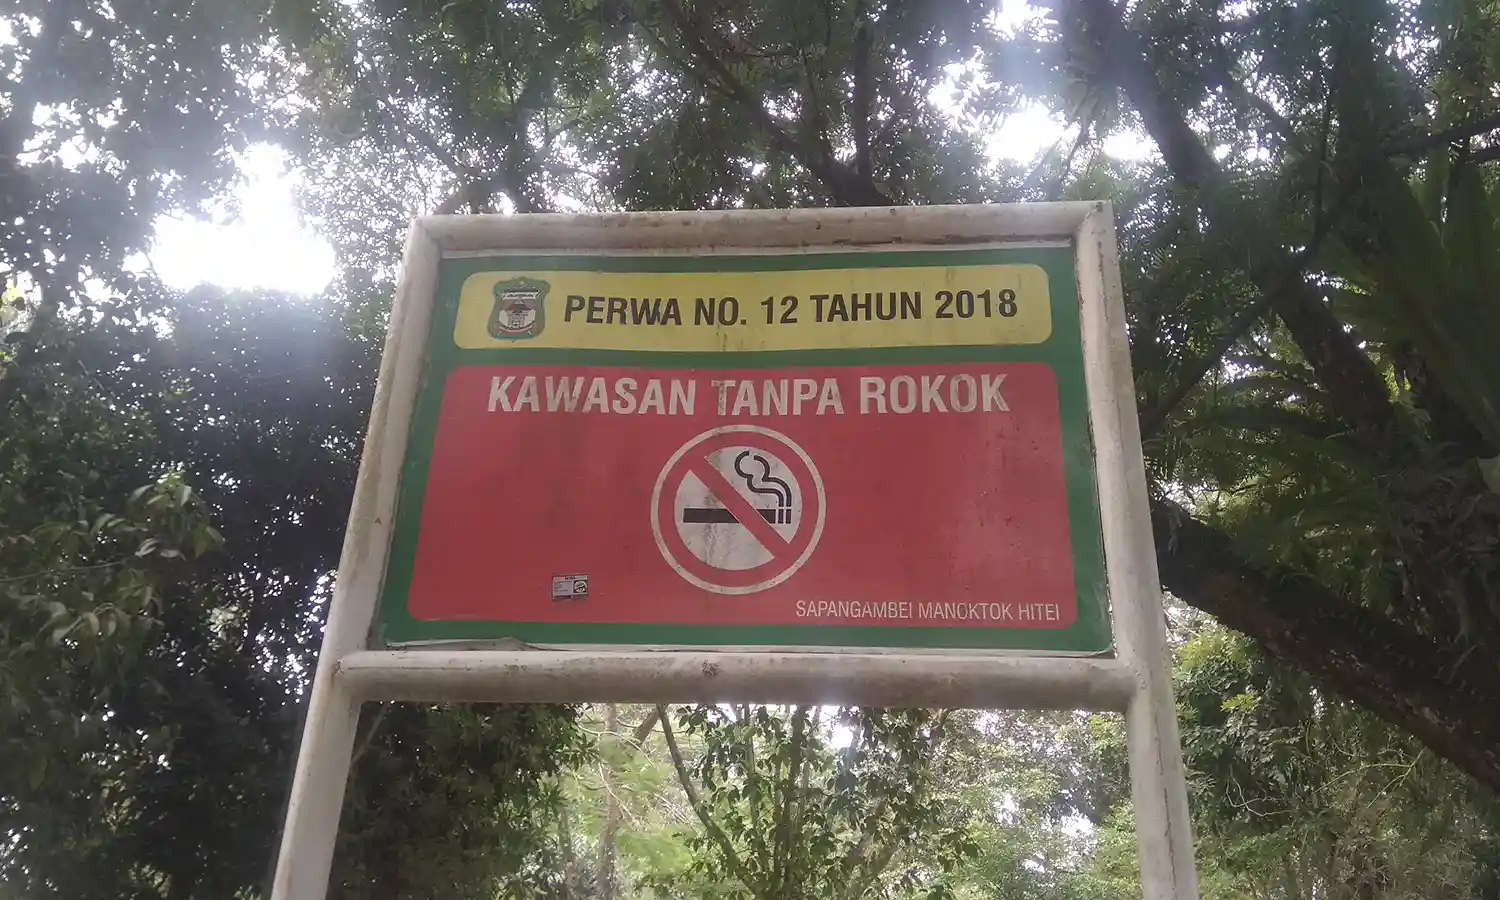 PERWA NO. 12 TAHUN 2018
KAWASAN TANPA ROKOK
SAPANGAMBEI MANOKTOK HITEI